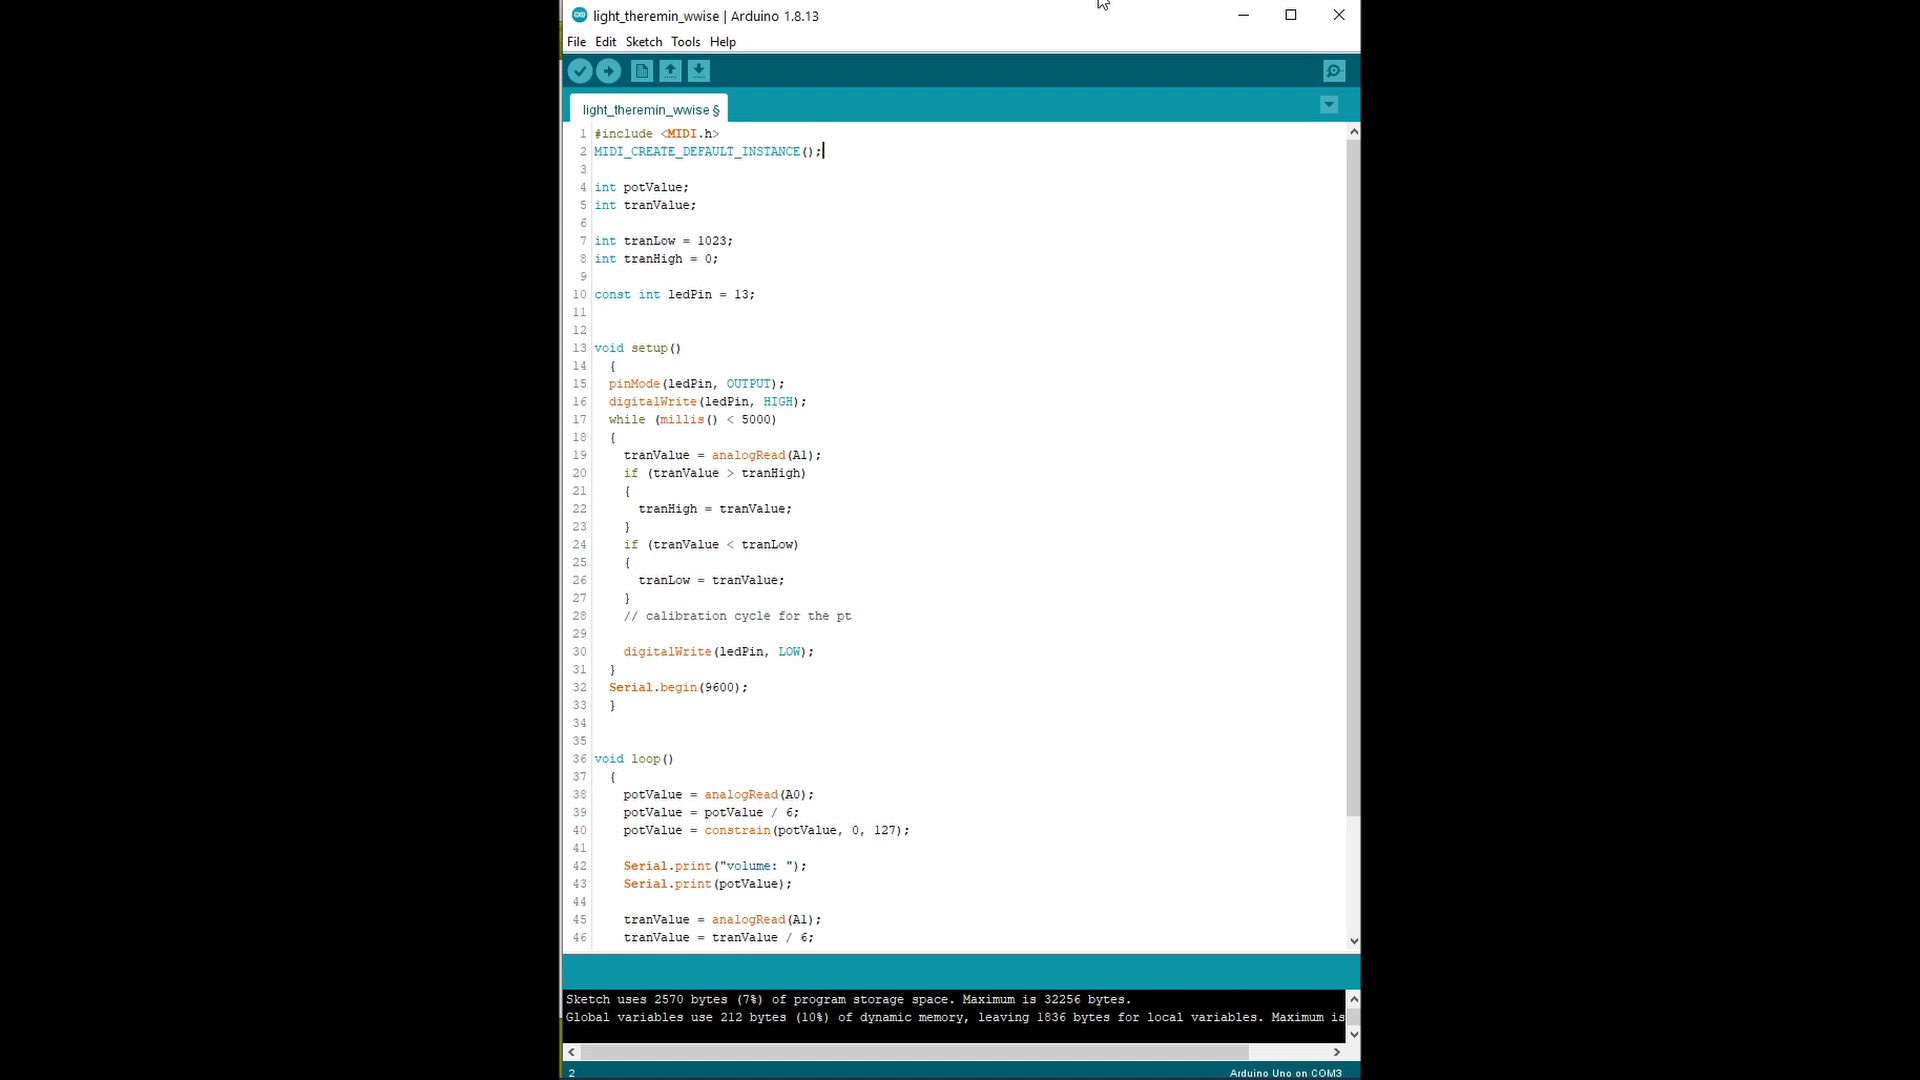 light_theremin_wwise | Arduino 1.8.13
File Edit Sketch Tools Help
light_theremin_wwise §
1 #include <MIDI.h>
2 MIDI_CREATE_DEFAULT_INSTANCE();
3
4 int potValue;
5 int tranValue;
6
7 int tranLow = 1023;
8 int tranHigh = 0;
9
10 const int ledPin = 13;
11
12
13 void setup()
14 {
15 pinMode(ledPin, OUTPUT);
16 digitalWrite(ledPin, HIGH);
17 while (millis() < 5000)
18 {
19 tranValue = analogRead(A1);
20 if (tranValue > tranHigh)
21 {
22 tranHigh = tranValue;
23 }
24 if (tranValue < tranLow)
25 {
26 tranLow = tranValue;
27 }
28 // calibration cycle for the pt
29
30 digitalWrite(ledPin, LOW);
31 }
32 Serial.begin(9600);
33 }
34
35
36 void loop()
37 {
38 potValue = analogRead(A0);
39 potValue = potValue / 6;
40 potValue = constrain(potValue, 0, 127);
41
42 Serial.print("volume: ");
43 Serial.print(potValue);
44
45 tranValue = analogRead(A1);
46 tranValue = tranValue / 6;
Sketch uses 2570 bytes (7%) of program storage space. Maximum is 32256 bytes.
Global variables use 212 bytes (10%) of dynamic memory, leaving 1836 bytes for local variables. Maximum is
2 Arduino Uno on COM3